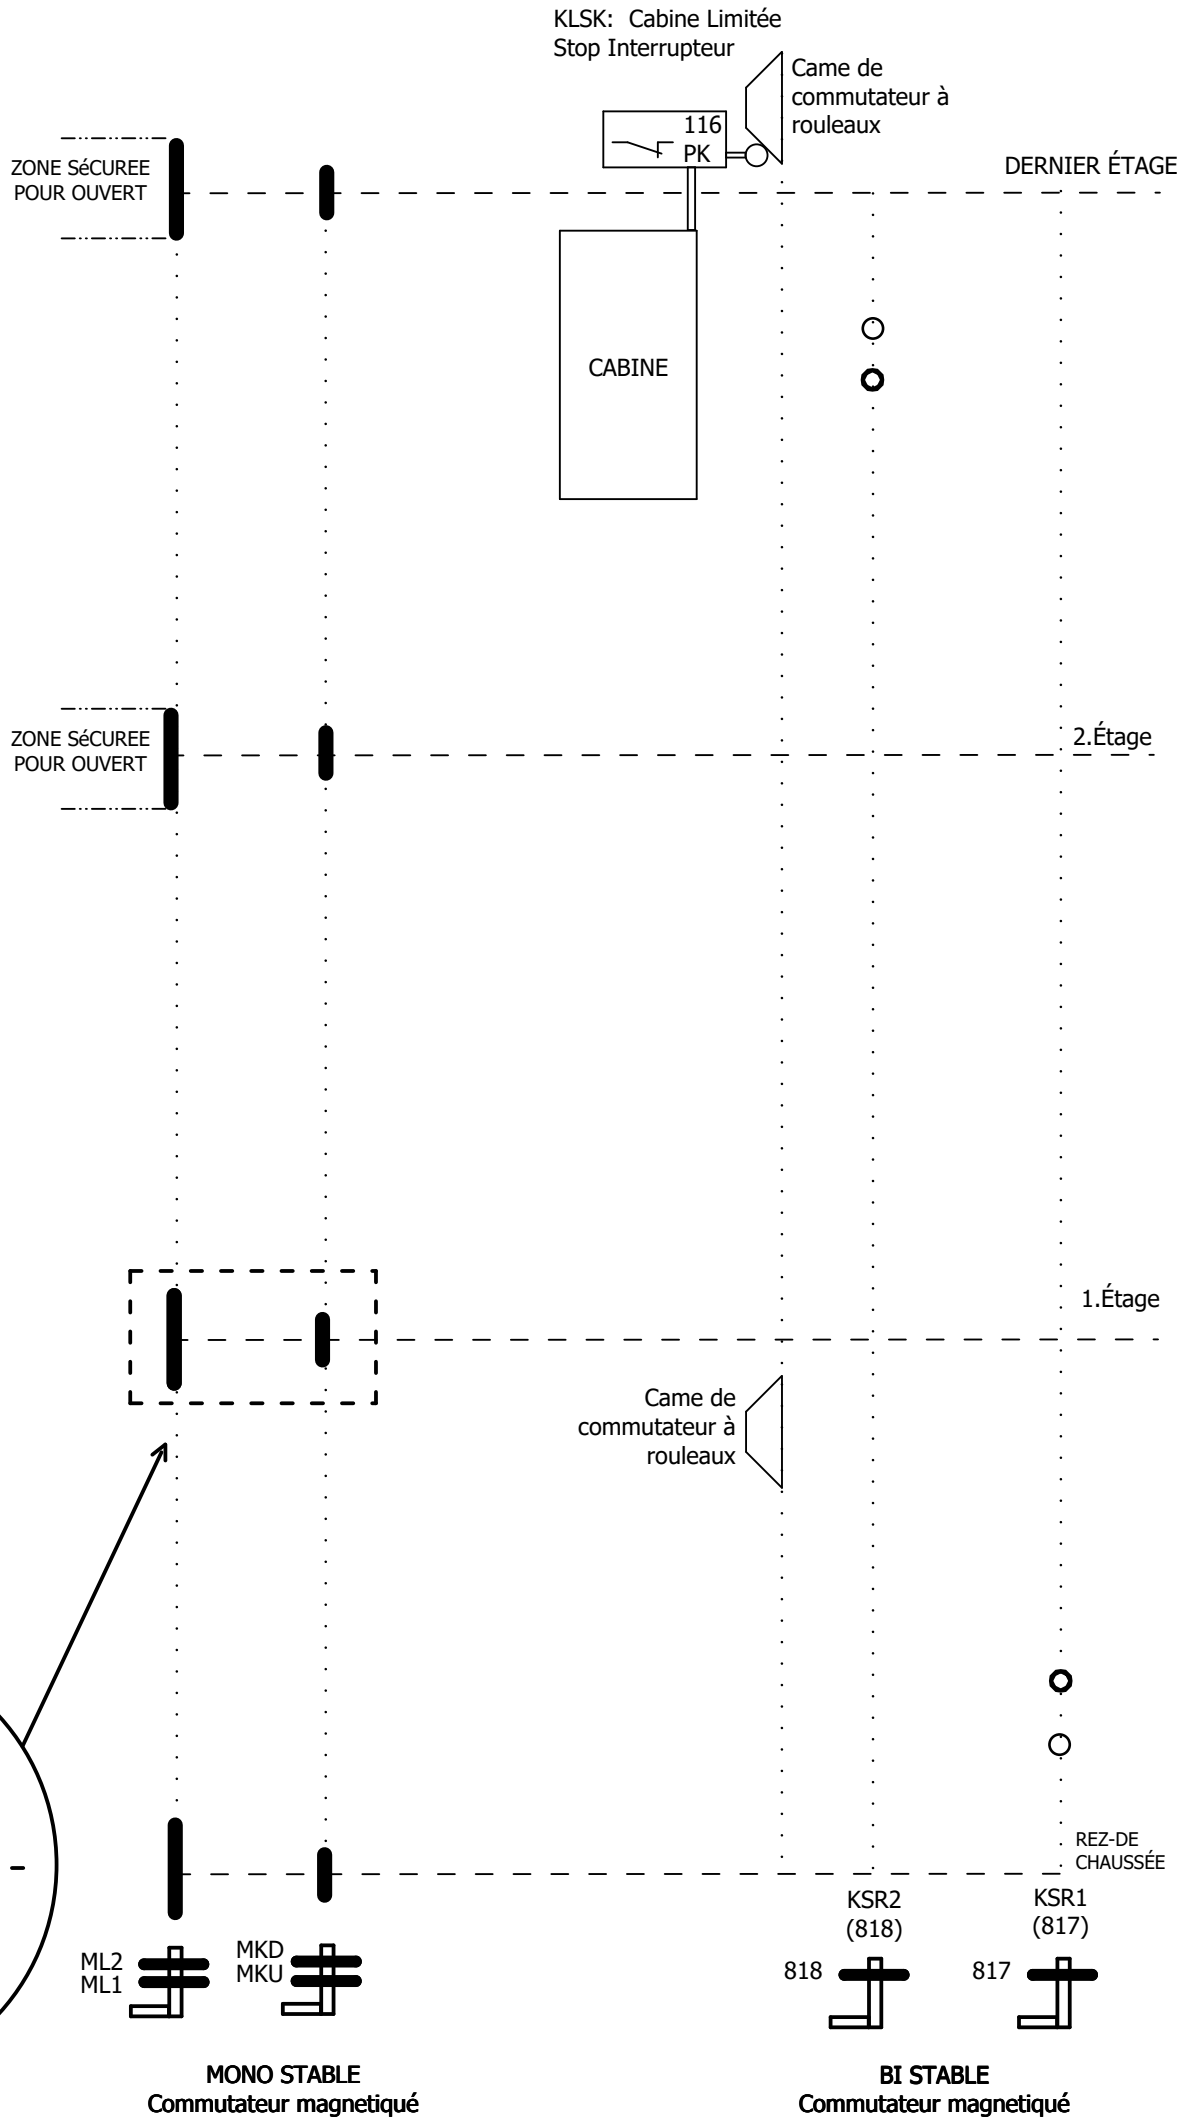 KLSK: Cabine Limitée
Stop Interrupteur
Came de
commutateur à
rouleaux
116
PK
ZONE SéCUREE
POUR OUVERT
DERNIER ÉTAGE
CABINE
ZONE SéCUREE
POUR OUVERT
2.Étage
1.Étage
Came de
commutateur à
rouleaux
REZ-DE
CHAUSSÉE
KSR2
(818)
KSR1
(817)
ML2
ML1
MKD
MKU
818
817
MONO STABLE
Commutateur magnetiqué
BI STABLE
Commutateur magnetiqué